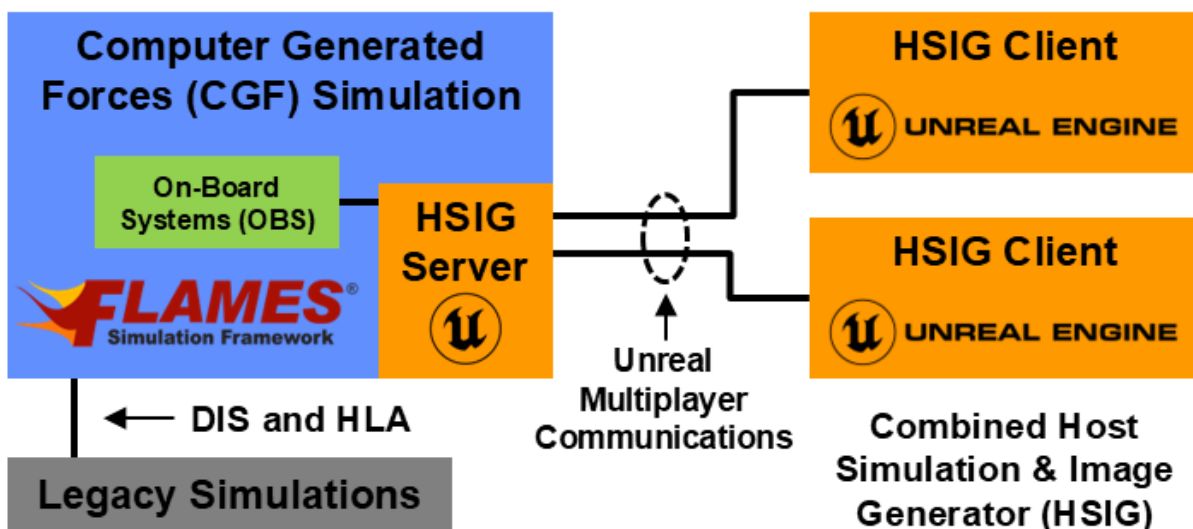 Computer Generated
Forces (CGF) Simulation
On-Board
Systems (OBS)
HSIG
Server
FLAMES®
Simulation Framework
HSIG Client
UNREAL ENGINE
HSIG Client
UNREAL ENGINE
Unreal
Multiplayer
Communications
DIS and HLA
Legacy Simulations
Combined Host
Simulation & Image
Generator (HSIG)